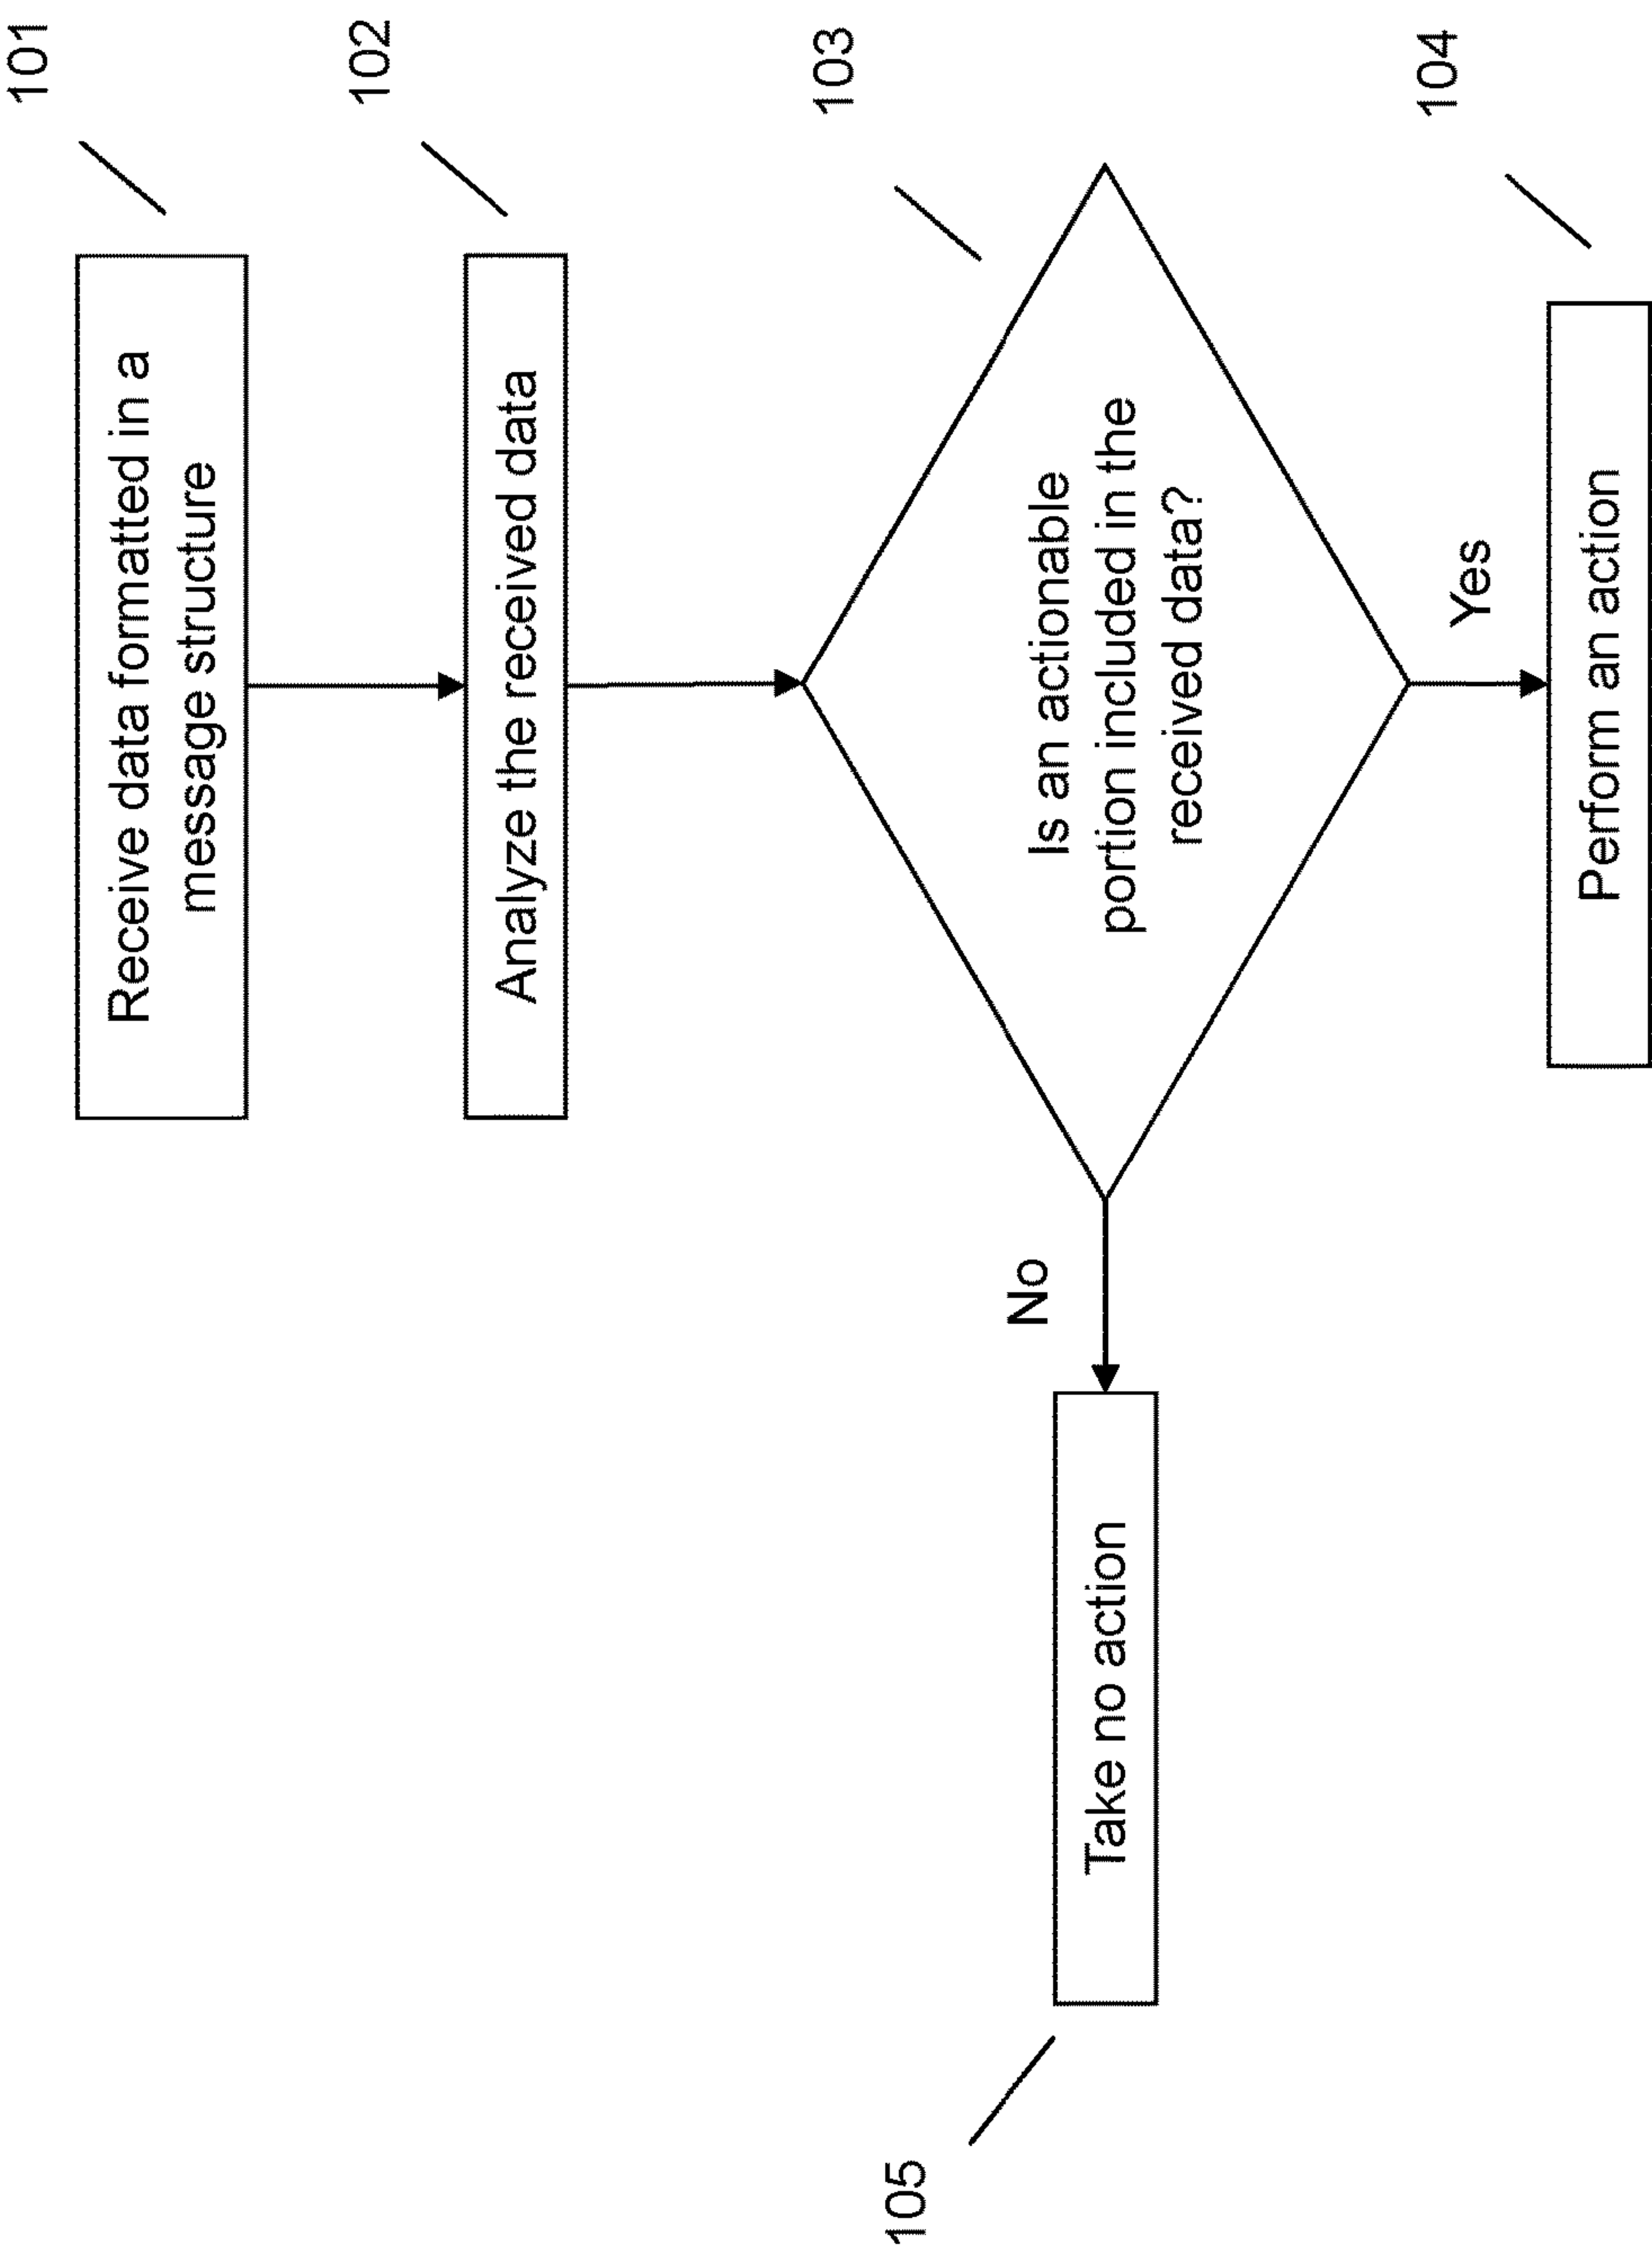 101
Receive data formatted in a
message structure
102
Analyze the received data
103
Is an actionable
portion included in the
received data?
No
Yes
105
Take no action
104
Perform an action